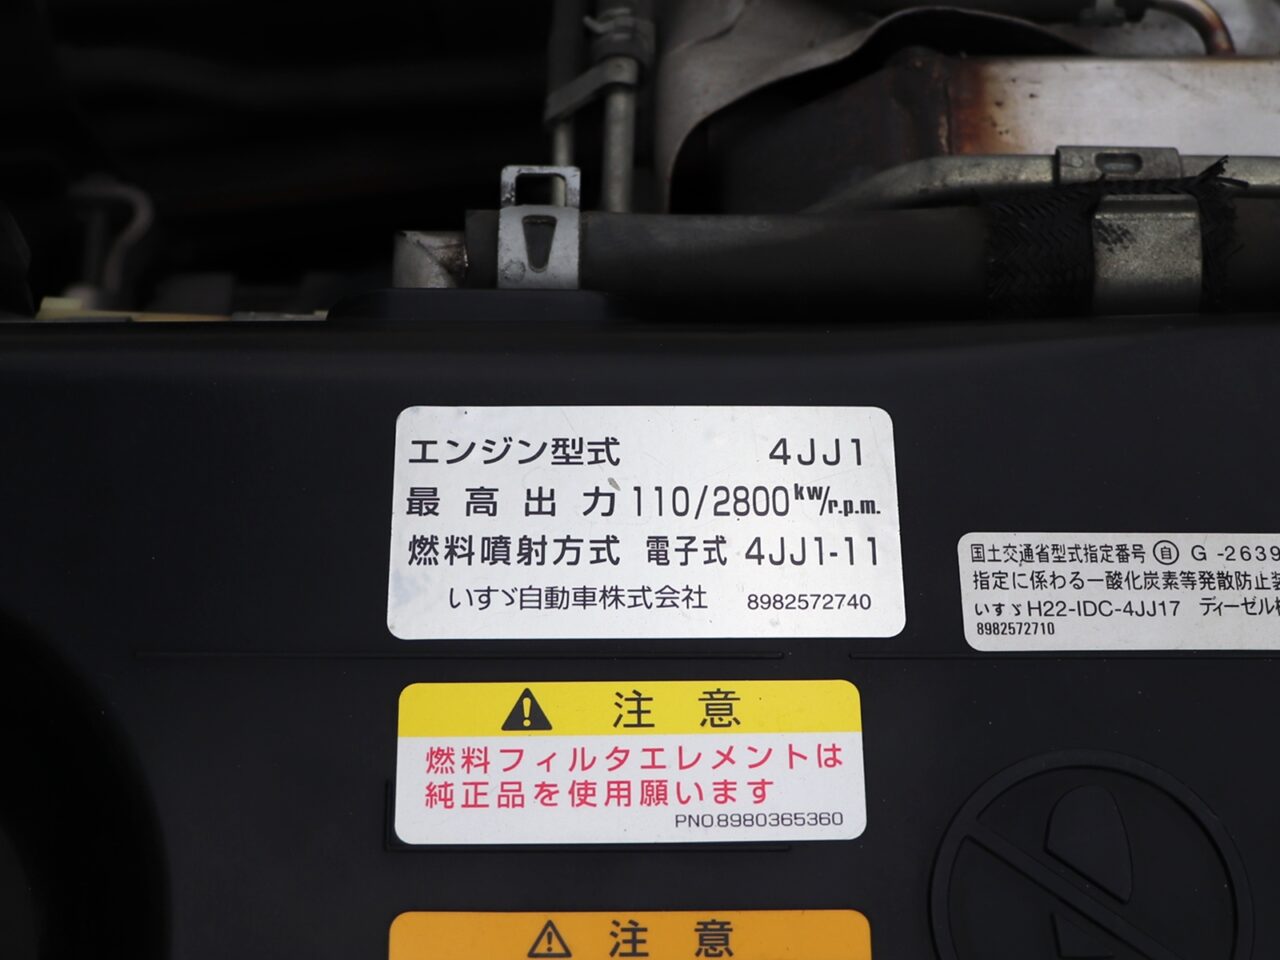 エンジン型式 4JJ1
最高出力 110/2800kw/r.p.m.
燃料噴射方式 電子式 4JJ1-11
いすゞ自動車株式会社 8982572740
国土交通省型式指定番号 ㊀ G-2639
指定に係わる一酸化炭素等発散防止装
いすゞH22-IDC-4JJ17 ディーゼル機
8982572710
⚠ 注意
燃料フィルタエレメントは
純正品を使用願います
PNO8980365360
⚠ 注意